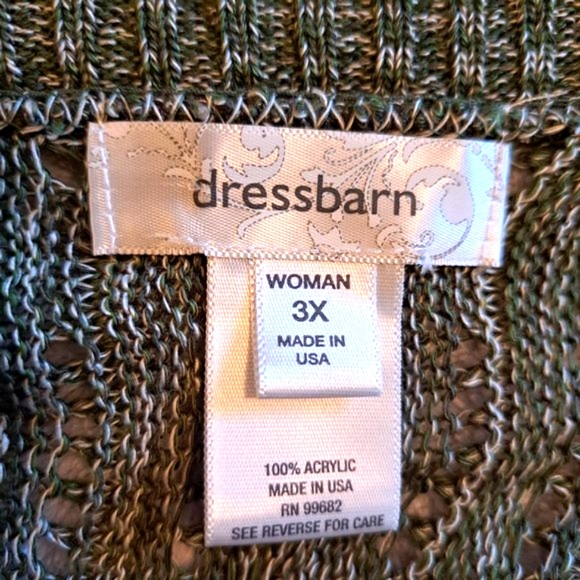 dressbarn
WOMAN
3X
MADE IN
USA
100% ACRYLIC
MADE IN USA
RN 99682
SEE REVERSE FOR CARE